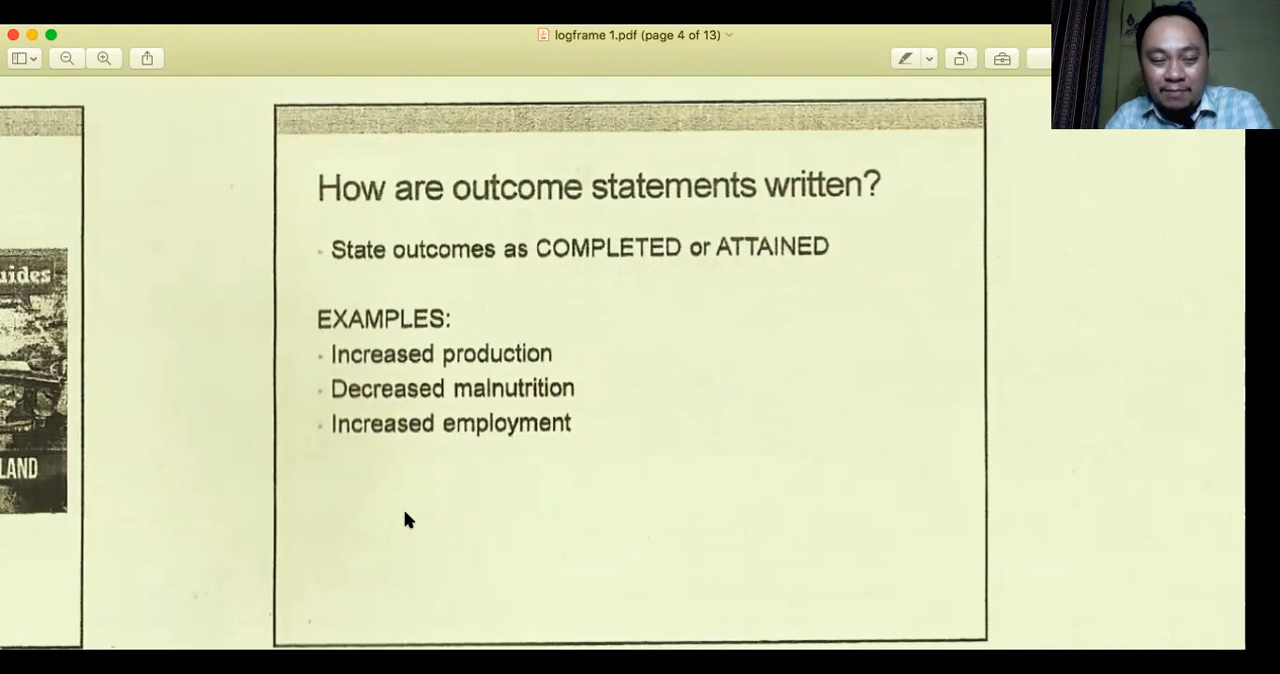 logframe 1.pdf (page 4 of 13)
How are outcome statements written?
State outcomes as COMPLETED or ATTAINED
EXAMPLES:
Increased production
Decreased malnutrition
Increased employment
uides
LAND